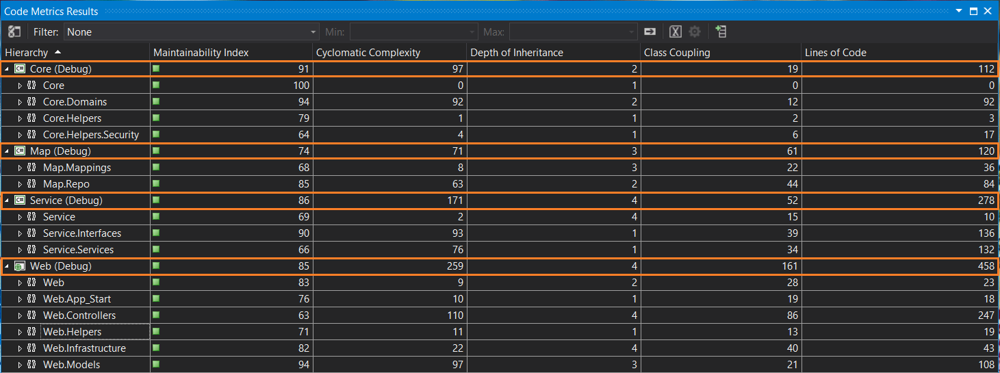 Code Metrics Results
Filter: None Min: Max:
Hierarchy Maintainability Index Cyclomatic Complexity Depth of Inheritance Class Coupling Lines of Code
C# Core (Debug) 91 97 2 19 112
Core 100 0 1 0 0
Core.Domains 94 92 2 12 92
Core.Helpers 79 1 1 2 3
Core.Helpers.Security 64 4 1 6 17
C# Map (Debug) 74 71 3 61 120
Map.Mappings 68 8 3 22 36
Map.Repo 85 63 2 44 84
C# Service (Debug) 86 171 4 52 278
Service 69 2 4 15 10
Service.Interfaces 90 93 1 39 136
Service.Services 66 76 1 34 132
Web (Debug) 85 259 4 161 458
Web 83 9 2 28 23
Web.App_Start 76 10 1 19 18
Web.Controllers 63 110 4 86 247
Web.Helpers 71 11 1 13 19
Web.Infrastructure 82 22 4 40 43
Web.Models 94 97 3 21 108